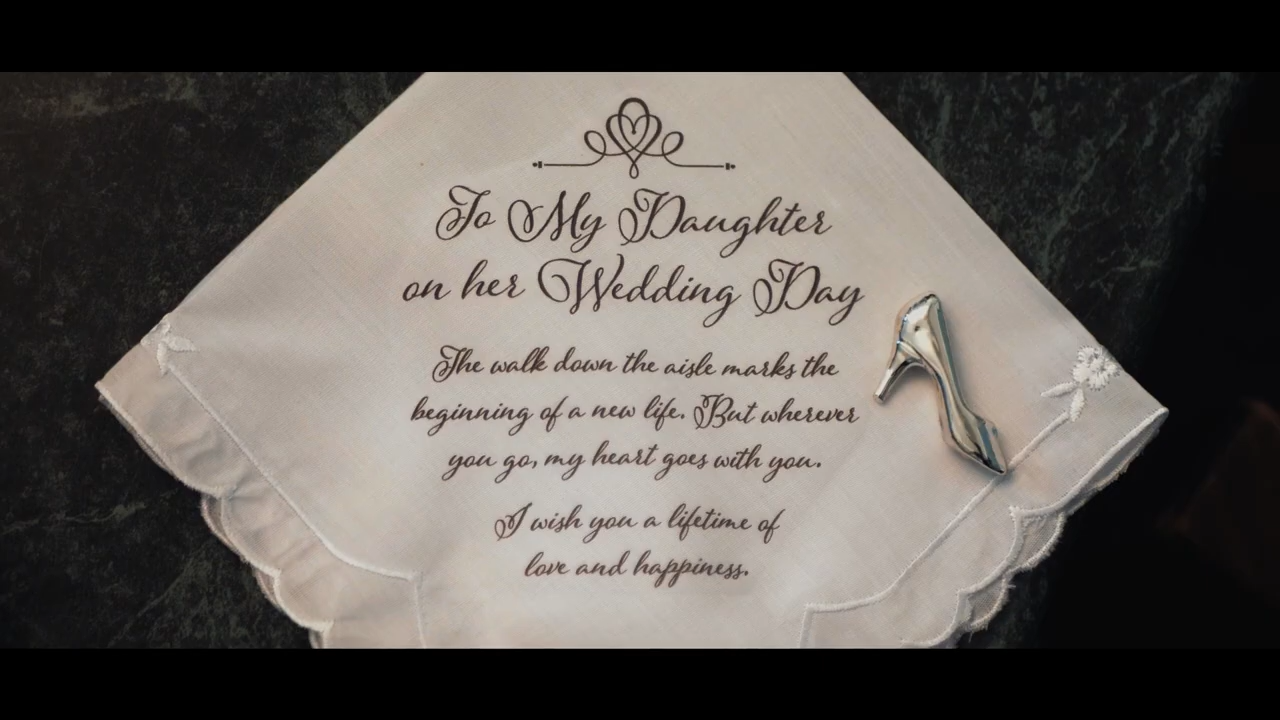 To My Daughter
on her Wedding Day
The walk down the aisle marks the
beginning of a new life. But wherever
you go, my heart goes with you.
I wish you a lifetime of
love and happiness.